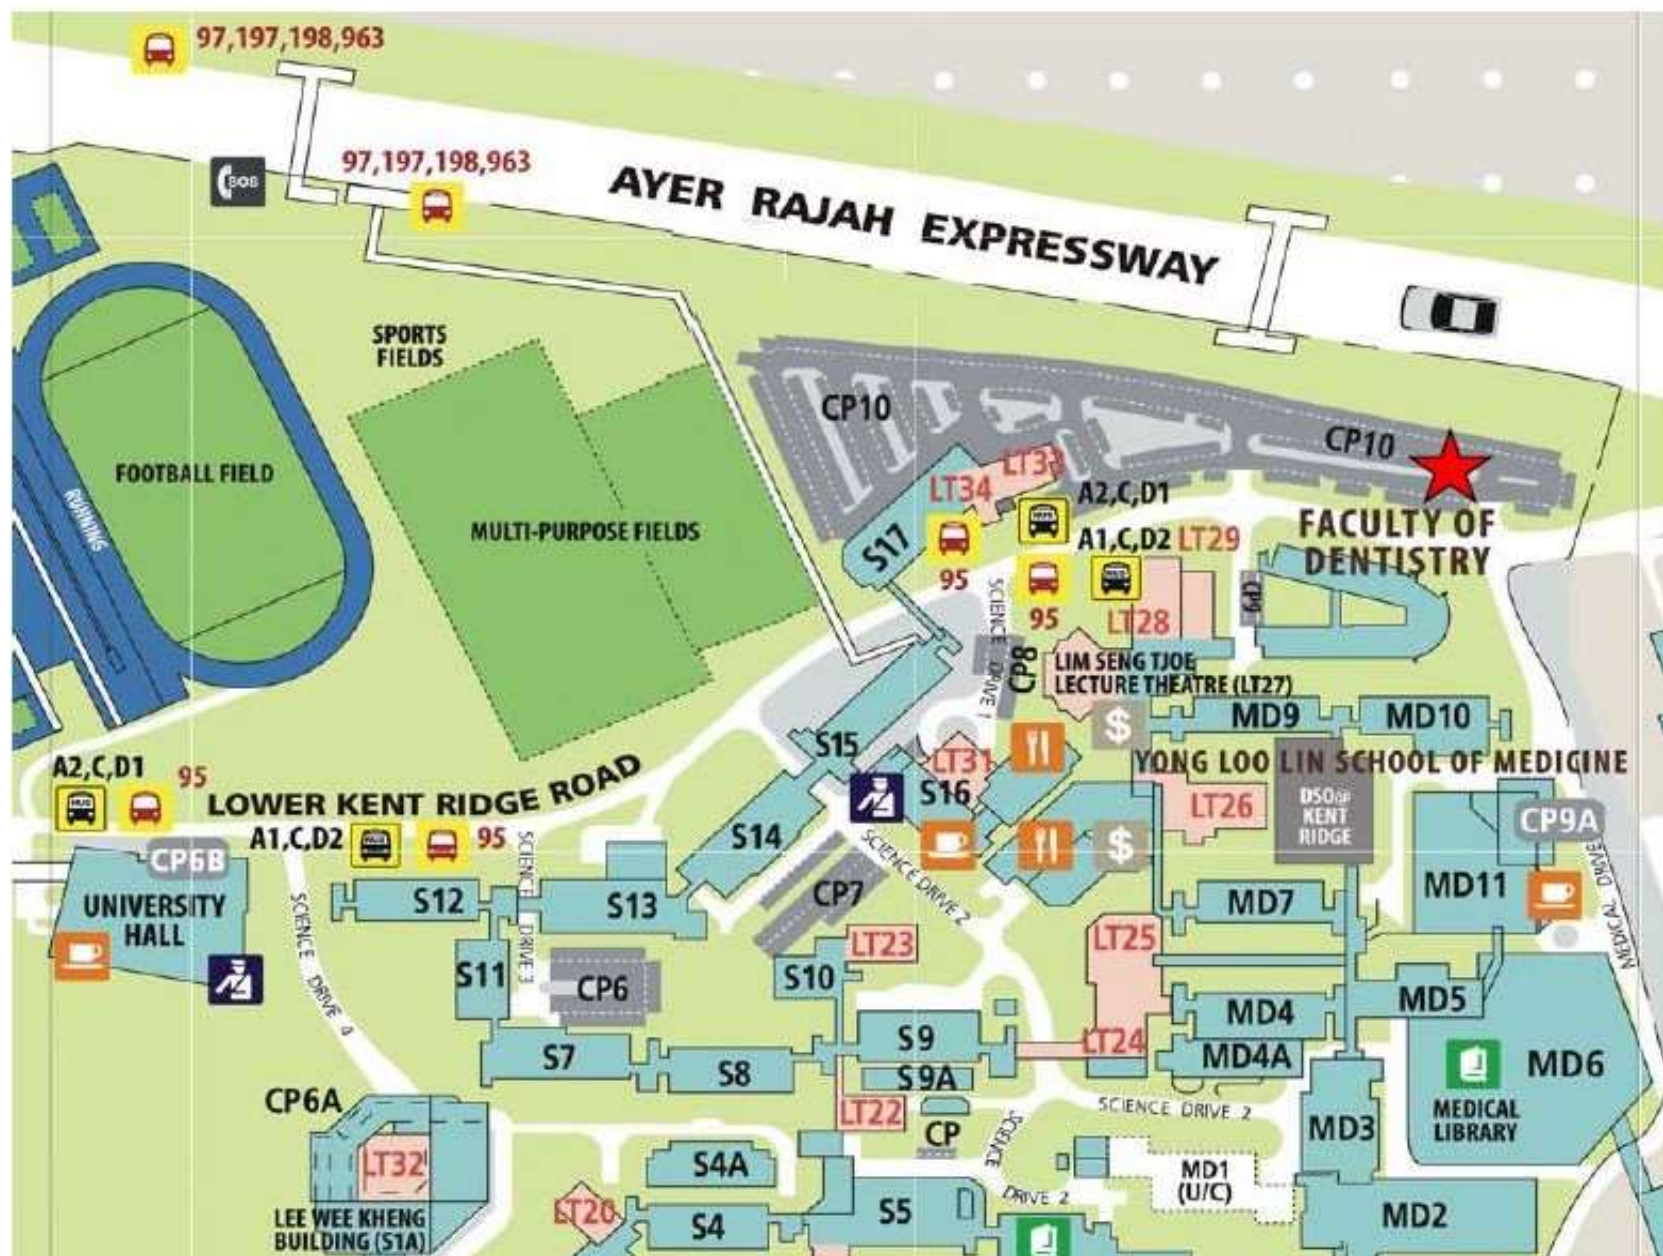 97,197,198,963
SOS
97,197,198,963
AYER RAJAH EXPRESSWAY
SPORTS
FIELDS
CP10
CP10
FOOTBALL FIELD
RUNNING
MULTI-PURPOSE FIELDS
LT33
LT34
A2,C,D1
S17
A1,C,D2
LT29
FACULTY OF
DENTISTRY
95
95
SCIENCE DRIVE 1
LT28
CP9
CP8
LIM SENG TJOE
LECTURE THEATRE (LT27)
MD9
MD10
$
S15
LT31
YONG LOO LIN SCHOOL OF MEDICINE
A2,C,D1
95
LOWER KENT RIDGE ROAD
S16
LT26
DSO@
KENT
RIDGE
CP9A
A1,C,D2
95
S14
$
SCIENCE DRIVE 2
CP6B
UNIVERSITY
HALL
SCIENCE DRIVE 4
S12
SCIENCE DRIVE 3
S13
CP7
MD7
MD11
MEDICAL DRIVE
LT23
LT25
S11
CP6
S10
MD5
MD4
S9
LT24
MD4A
S7
S8
S9A
MD6
CP6A
LT22
CP
SCIENCE DRIVE 2
SCIENCE DRIVE 2
MD3
MEDICAL
LIBRARY
LT32
S4A
MD1
(U/C)
LT20
S4
S5
MD2
LEE WEE KHENG
BUILDING (S1A)